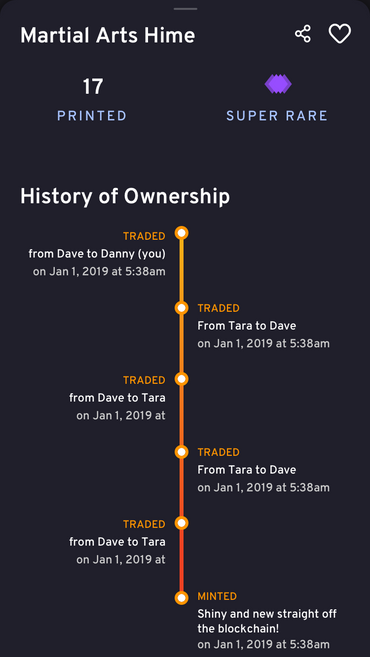 Martial Arts Hime
17
PRINTED
SUPER RARE
History of Ownership
TRADED
from Dave to Danny (you)
on Jan 1, 2019 at 5:38am
TRADED
From Tara to Dave
on Jan 1, 2019 at 5:38am
TRADED
from Dave to Tara
on Jan 1, 2019 at
TRADED
From Tara to Dave
on Jan 1, 2019 at 5:38am
TRADED
from Dave to Tara
on Jan 1, 2019 at
MINTED
Shiny and new straight off
the blockchain!
on Jan 1, 2019 at 5:38am